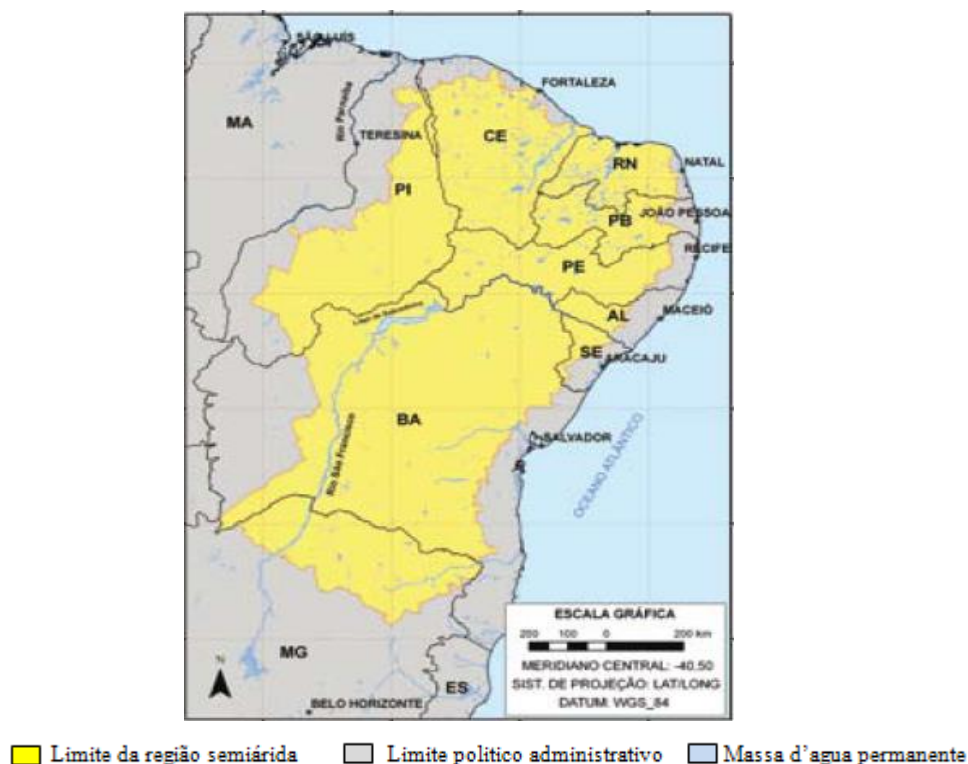 SÃO LUÍS
FORTALEZA
MA
Rio Parnaíba
TERESINA
CE
RN
NATAL
PI
JOÃO PESSOA
PB
RECIFE
PE
AL
MACEIÓ
SE
ARACAJU
BA
Rio São Francisco
SALVADOR
OCEANO ATLÂNTICO
ESCALA GRÁFICA
200 100 0 200 km
MERIDIANO CENTRAL: -40.50
SIST. DE PROJEÇÃO: LAT/LONG
DATUM: WGS_84
MG
N
ES
BELO HORIZONTE
Limite da região semiárida Limite politico administrativo Massa d'agua permanente